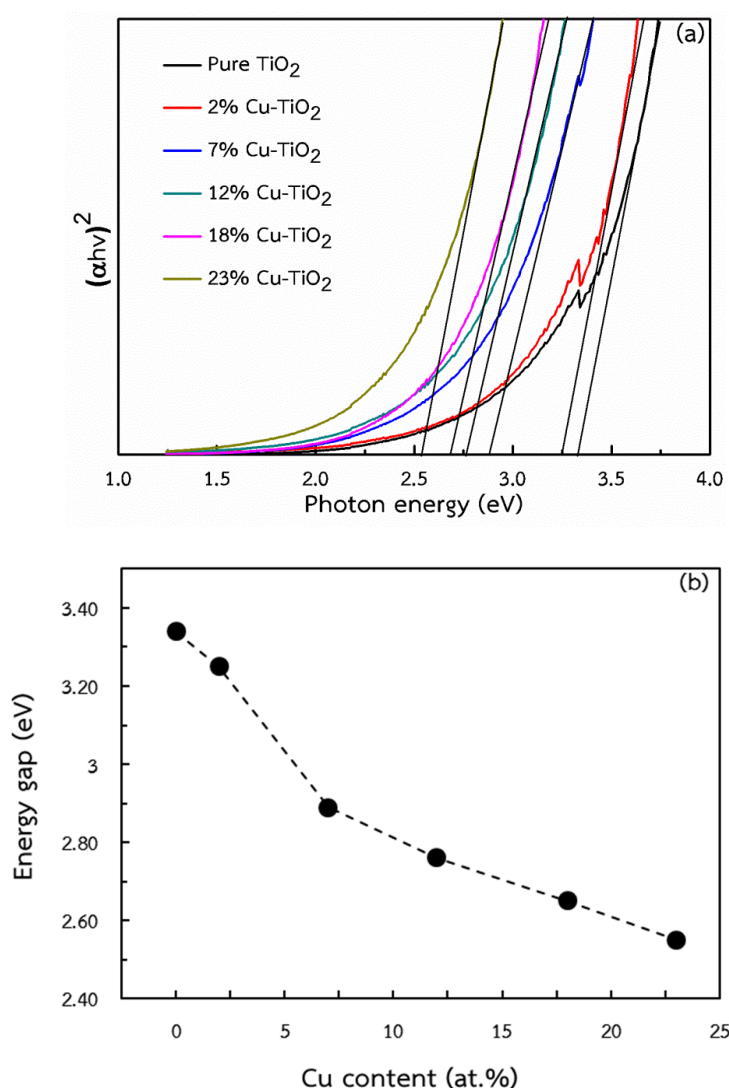 (a)
Pure TiO₂
2% Cu-TiO₂
7% Cu-TiO₂
12% Cu-TiO₂
18% Cu-TiO₂
23% Cu-TiO₂
(αhν)²
1.0 1.5 2.0 2.5 3.0 3.5 4.0
Photon energy (eV)
(b)
3.40
3.20
3
2.80
2.60
2.40
Energy gap (eV)
0 5 10 15 20 25
Cu content (at.%)